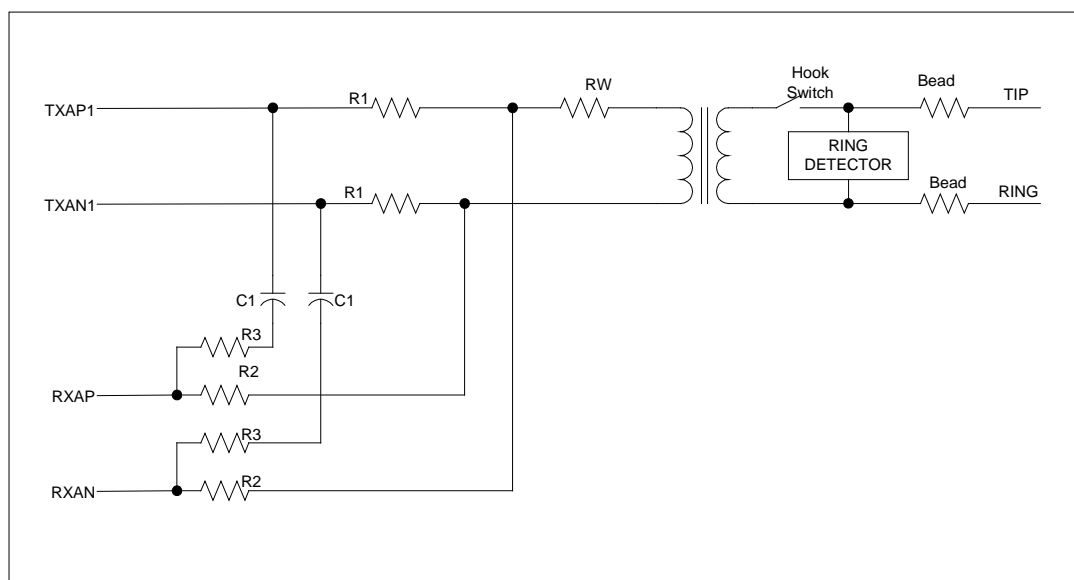 Hook
Switch
Bead
TIP
RW
R1
TXAP1
RING
DETECTOR
Bead
RING
R1
TXAN1
C1
C1
R3
R2
RXAP
R3
R2
RXAN